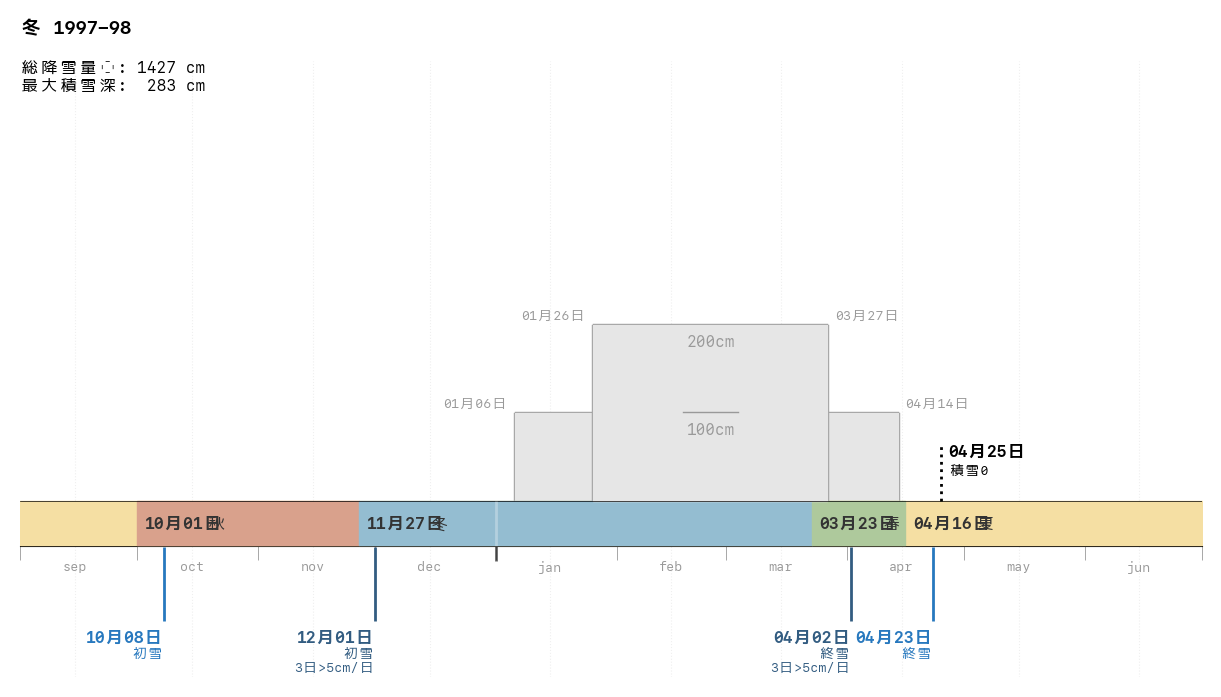 冬 1997–98
総降雪量: 1427 cm
最大積雪深: 283 cm
01月26日
03月27日
200cm
01月06日
04月14日
100cm
04月25日
積雪0
10月01日 秋
11月27日 冬
03月23日 春
04月16日 夏
sep oct nov dec jan feb mar apr may jun
10月08日
初雪
12月01日
初雪
3日>5cm/日
04月02日
終雪
3日>5cm/日
04月23日
終雪